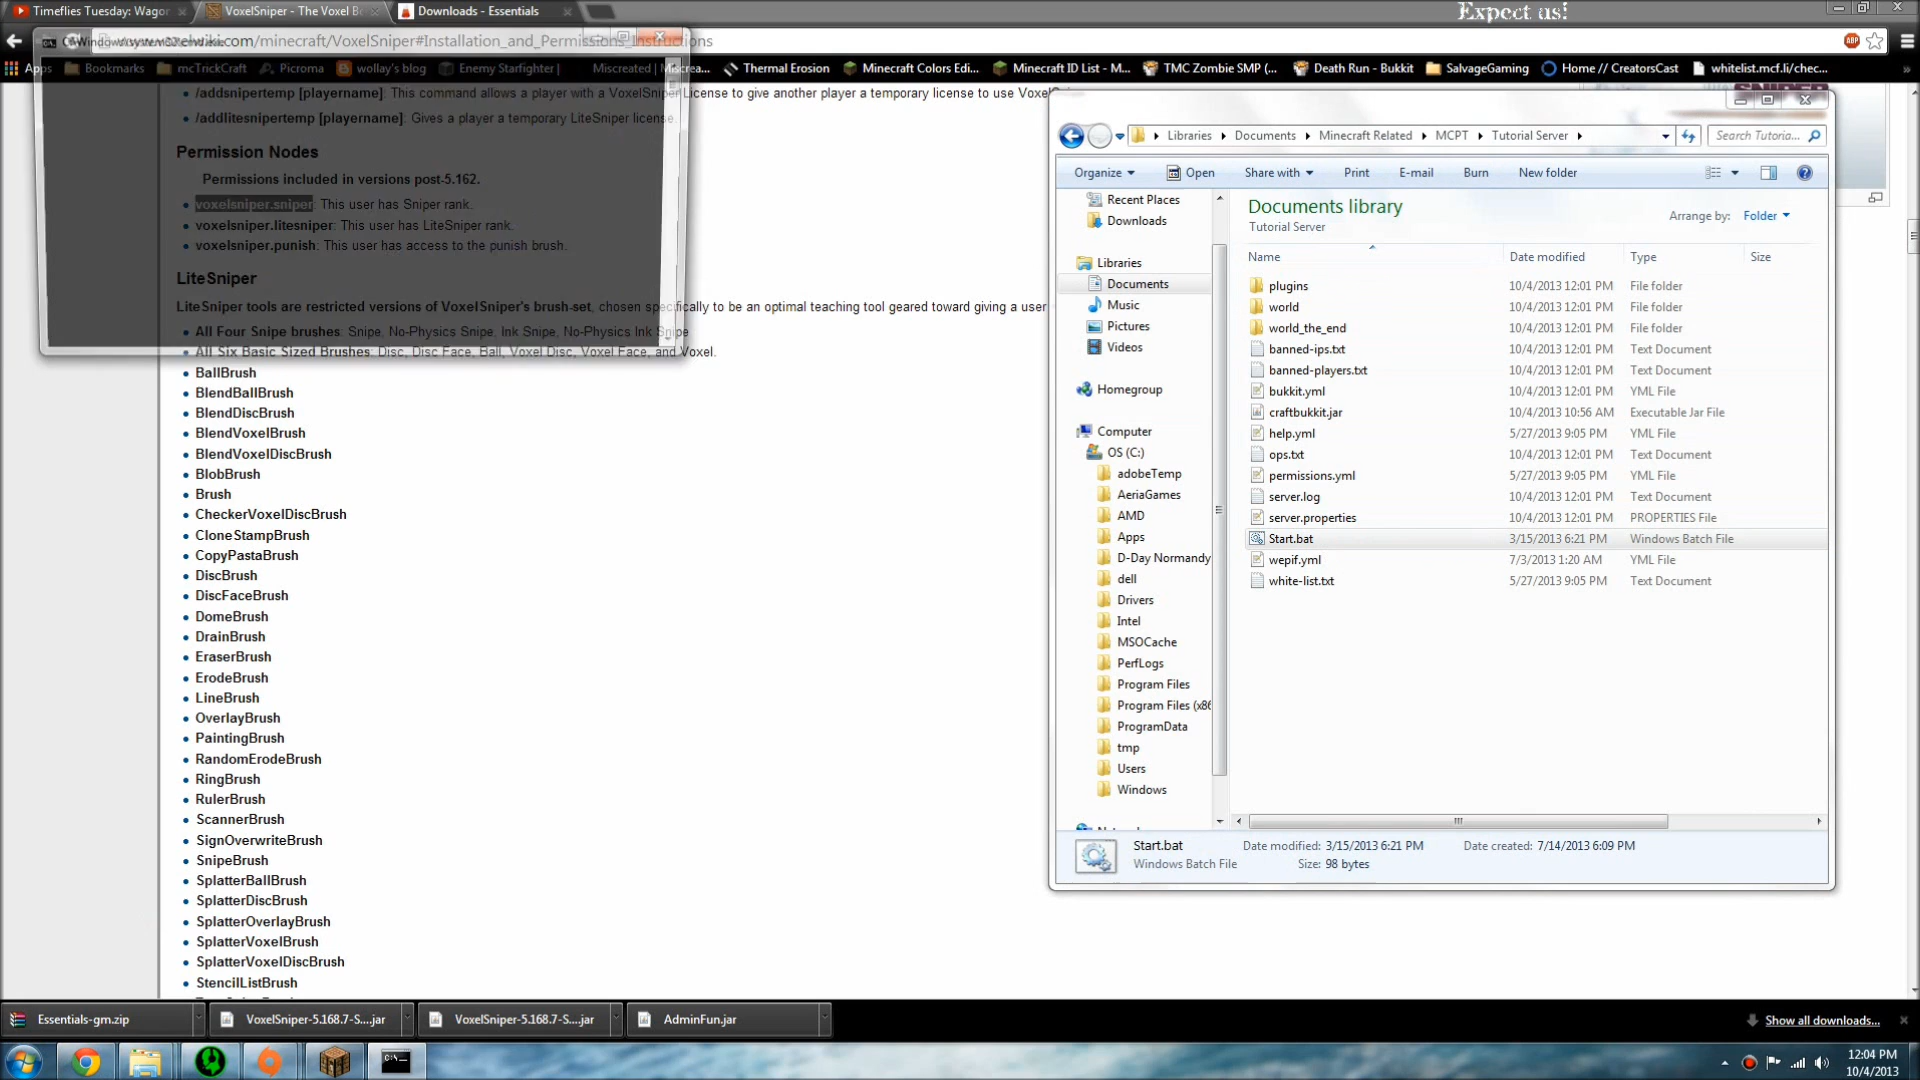 Timeflies Tuesday: Wagor
VoxelSniper - The Voxel B
Downloads - Essentials
Expect us!
.com/minecraft/VoxelSniper#Installation_and_Permissions_Instructions
Apps
Bookmarks
mcTrickCraft
Picroma
wollay's blog
Enemy Starfighter |
Miscreated | Miscrea...
Thermal Erosion
Minecraft Colors Edi...
Minecraft ID List - M...
TMC Zombie SMP (...
Death Run - Bukkit
SalvageGaming
Home // CreatorsCast
whitelist.mcf.li/chec...
/addsnipertemp [playername]: This command allows a player with a VoxelSniper License to give another player a temporary license to use VoxelS
/addlitesnipertemp [playername]. Gives a player a temporary LiteSniper license.
Permission Nodes
Permissions included in versions post-5.162.
voxelsniper.sniper: This user has Sniper rank.
voxelsniper.litesniper: This user has LiteSniper rank.
voxelsniper.punish: This user has access to the punish brush.
LiteSniper
LiteSniper tools are restricted versions of VoxelSniper's brush-set, chosen specifically to be an optimal teaching tool geared toward giving a user
All Four Snipe brushes: Snipe, No-Physics Snipe, Ink Snipe, No-Physics Ink Snipe
All Six Basic Sized Brushes: Disc, Disc Face, Ball, Voxel Disc, Voxel Face, and Voxel.
BallBrush
BlendBallBrush
BlendDiscBrush
BlendVoxelBrush
BlendVoxelDiscBrush
BlobBrush
Brush
CheckerVoxelDiscBrush
CloneStampBrush
CopyPastaBrush
DiscBrush
DiscFaceBrush
DomeBrush
DrainBrush
EraserBrush
ErodeBrush
LineBrush
OverlayBrush
PaintingBrush
RandomErodeBrush
RingBrush
RulerBrush
ScannerBrush
SignOverwriteBrush
SnipeBrush
SplatterBallBrush
SplatterDiscBrush
SplatterOverlayBrush
SplatterVoxelBrush
SplatterVoxelDiscBrush
StencilListBrush
Libraries
Documents
Minecraft Related
MCPT
Tutorial Server
Search Tutoria...
Organize
Open
Share with
Print
E-mail
Burn
New folder
Recent Places
Downloads
Libraries
Documents
Music
Pictures
Videos
Homegroup
Computer
OS (C:)
adobeTemp
AeriaGames
AMD
Apps
D-Day Normandy
dell
Drivers
Intel
MSOCache
PerfLogs
Program Files
Program Files (x86
ProgramData
tmp
Users
Windows
Documents library
Tutorial Server
Arrange by: Folder
Name Date modified Type Size
plugins 10/4/2013 12:01 PM File folder
world 10/4/2013 12:01 PM File folder
world_the_end 10/4/2013 12:01 PM File folder
banned-ips.txt 10/4/2013 12:01 PM Text Document
banned-players.txt 10/4/2013 12:01 PM Text Document
bukkit.yml 10/4/2013 12:01 PM YML File
craftbukkit.jar 10/4/2013 10:56 AM Executable Jar File
help.yml 5/27/2013 9:05 PM YML File
ops.txt 10/4/2013 12:01 PM Text Document
permissions.yml 5/27/2013 9:05 PM YML File
server.log 10/4/2013 12:01 PM Text Document
server.properties 10/4/2013 12:01 PM PROPERTIES File
Start.bat 3/15/2013 6:21 PM Windows Batch File
wepif.yml 7/3/2013 1:20 AM YML File
white-list.txt 5/27/2013 9:05 PM Text Document
Start.bat Date modified: 3/15/2013 6:21 PM Date created: 7/14/2013 6:09 PM
Windows Batch File Size: 98 bytes
Essentials-gm.zip
VoxelSniper-5.168.7-S....jar
VoxelSniper-5.168.7-S....jar
AdminFun.jar
Show all downloads...
12:04 PM
10/4/2013